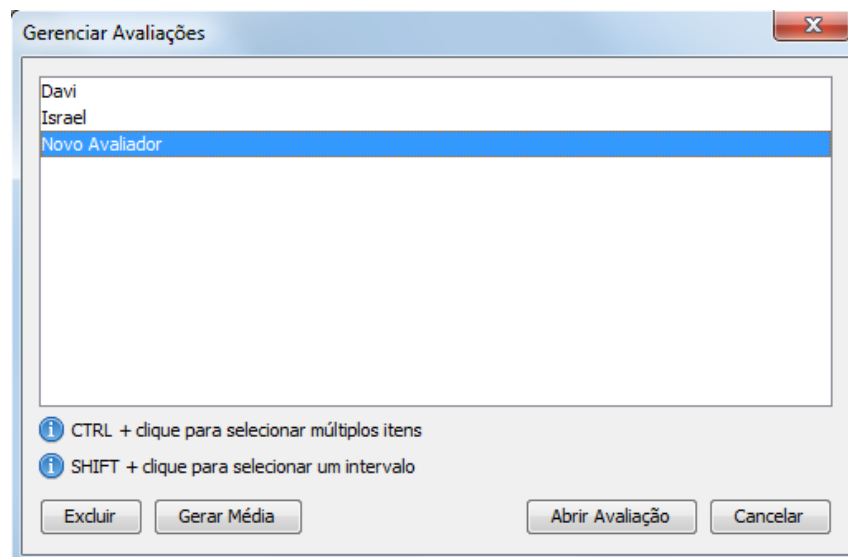 Gerenciar Avaliações
Davi
Israel
Novo Avaliador
CTRL + clique para selecionar múltiplos itens
SHIFT + clique para selecionar um intervalo
Excluir Gerar Média Abrir Avaliação Cancelar